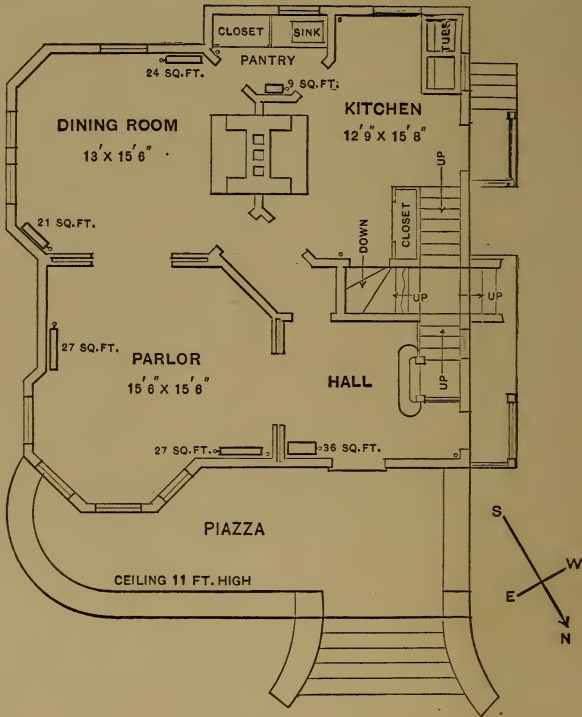 CLOSET
SINK
TUBS
PANTRY
24 SQ.FT.
9 SQ.FT.
KITCHEN
12'9" X 15'8"
DINING ROOM
13' X 15'6"
UP
CLOSET
21 SQ.FT.
DOWN
UP
UP
27 SQ.FT.
PARLOR
15'6" X 15'6"
HALL
UP
27 SQ.FT.
36 SQ.FT.
PIAZZA
CEILING 11 FT. HIGH
S
W
E
N